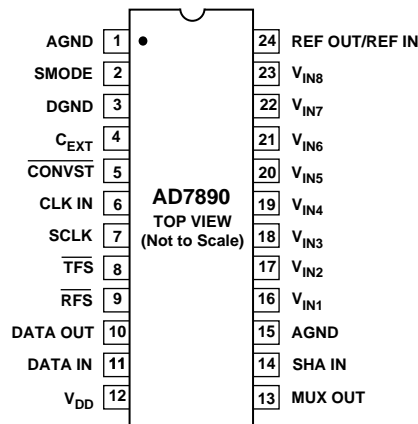 AGND 1 24 REF OUT/REF IN
SMODE 2 23 VIN8
DGND 3 22 VIN7
CEXT 4 21 VIN6
CONVST 5 20 VIN5
CLK IN 6 19 VIN4
SCLK 7 18 VIN3
TFS 8 17 VIN2
RFS 9 16 VIN1
DATA OUT 10 15 AGND
DATA IN 11 14 SHA IN
VDD 12 13 MUX OUT
AD7890
TOP VIEW
(Not to Scale)